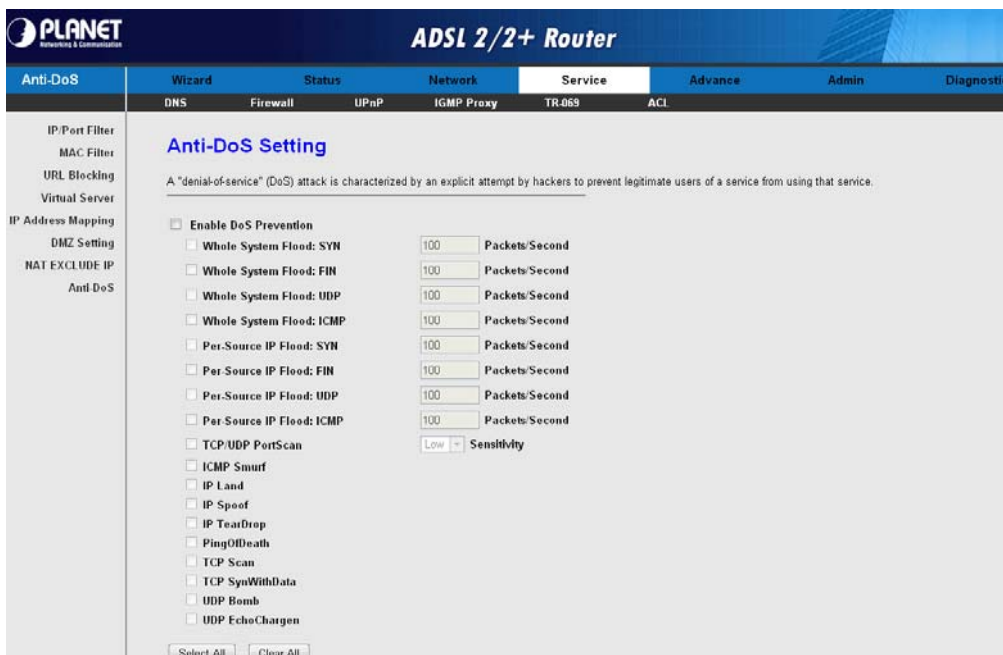 PLANET
Networking & Communication
ADSL 2/2+ Router
Anti-DoS
Wizard Status Network Service Advance Admin Diagnosti
DNS Firewall UPnP IGMP Proxy TR-069 ACL
IP/Port Filter
MAC Filter
URL Blocking
Virtual Server
IP Address Mapping
DMZ Setting
NAT EXCLUDE IP
Anti-DoS
Anti-DoS Setting
A "denial-of-service" (DoS) attack is characterized by an explicit attempt by hackers to prevent legitimate users of a service from using that service.
Enable DoS Prevention
Whole System Flood: SYN 100 Packets/Second
Whole System Flood: FIN 100 Packets/Second
Whole System Flood: UDP 100 Packets/Second
Whole System Flood: ICMP 100 Packets/Second
Per-Source IP Flood: SYN 100 Packets/Second
Per-Source IP Flood: FIN 100 Packets/Second
Per-Source IP Flood: UDP 100 Packets/Second
Per-Source IP Flood: ICMP 100 Packets/Second
TCP/UDP PortScan Low Sensitivity
ICMP Smurf
IP Land
IP Spoof
IP TearDrop
PingOfDeath
TCP Scan
TCP SynWithData
UDP Bomb
UDP EchoChargen
Select All Clear All